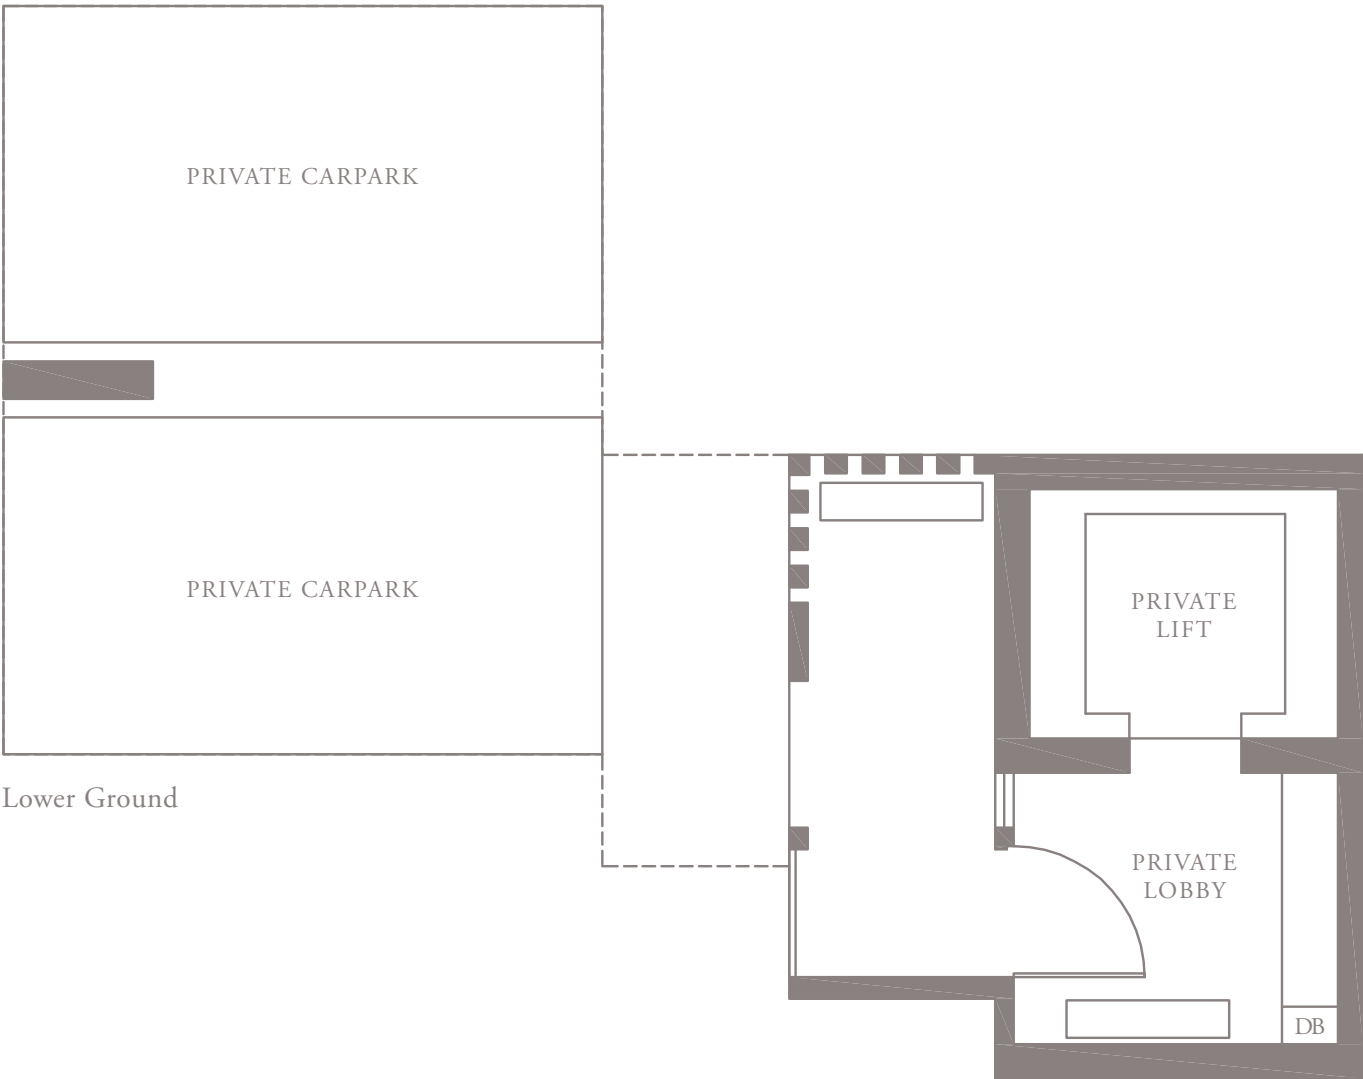 PRIVATE CARPARK
PRIVATE CARPARK
PRIVATE
LIFT
Lower Ground
PRIVATE
LOBBY
DB